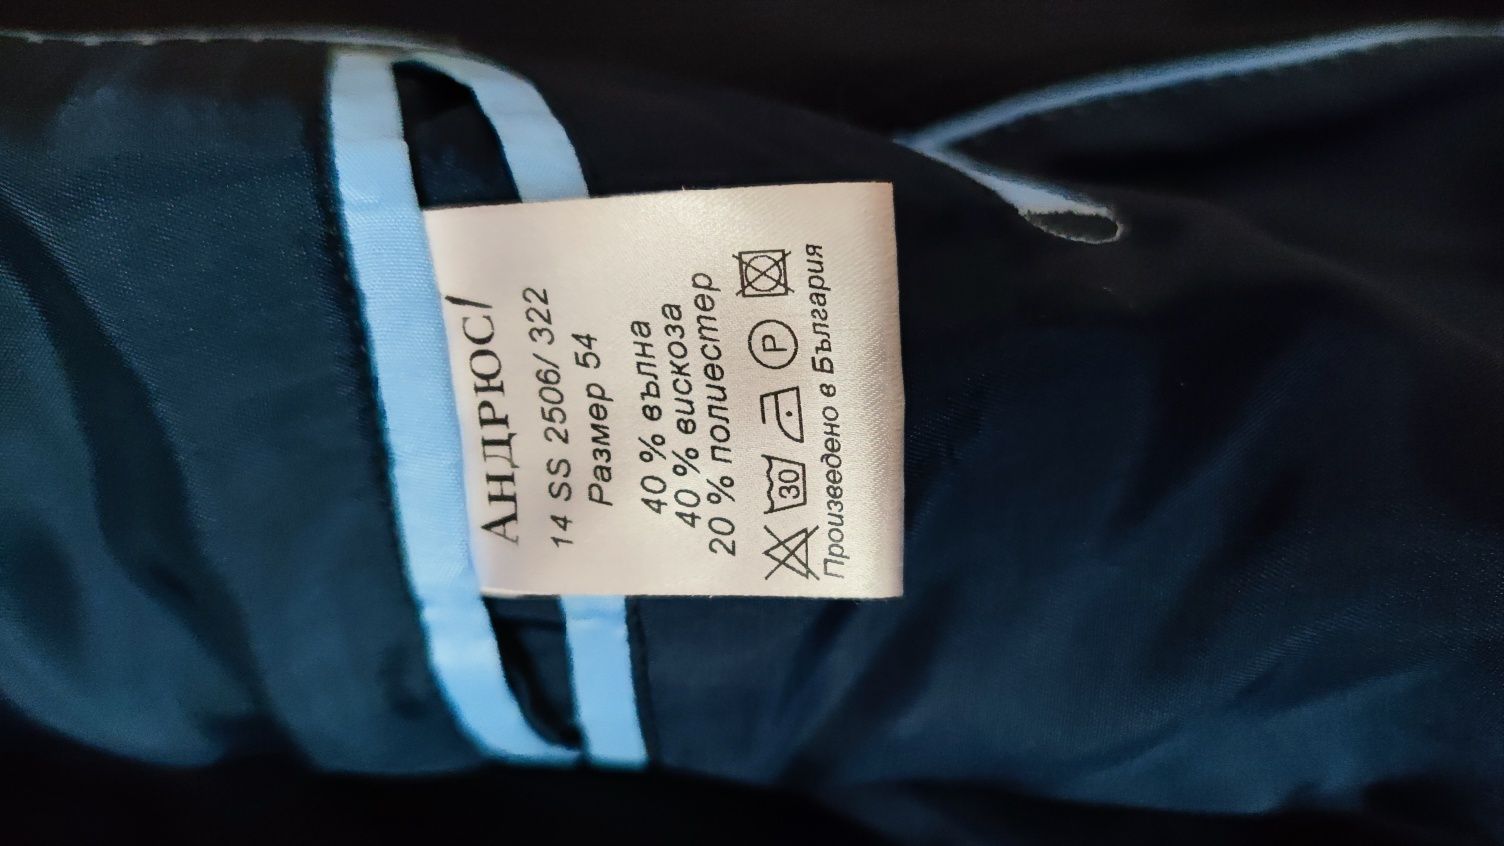 АНДРЮС/
14 SS 2506/ 322
Размер 54
40 % вълна
40 % вискоза
20 % полиестер
30 P
Произведено в България